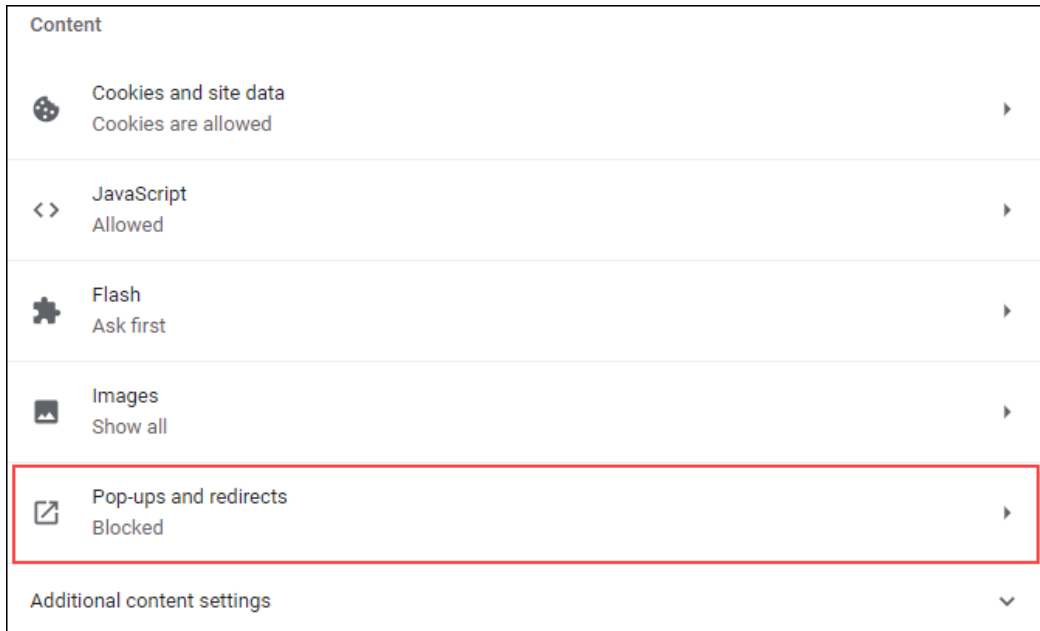 Content
Cookies and site data
Cookies are allowed
JavaScript
Allowed
Flash
Ask first
Images
Show all
Pop-ups and redirects
Blocked
Additional content settings